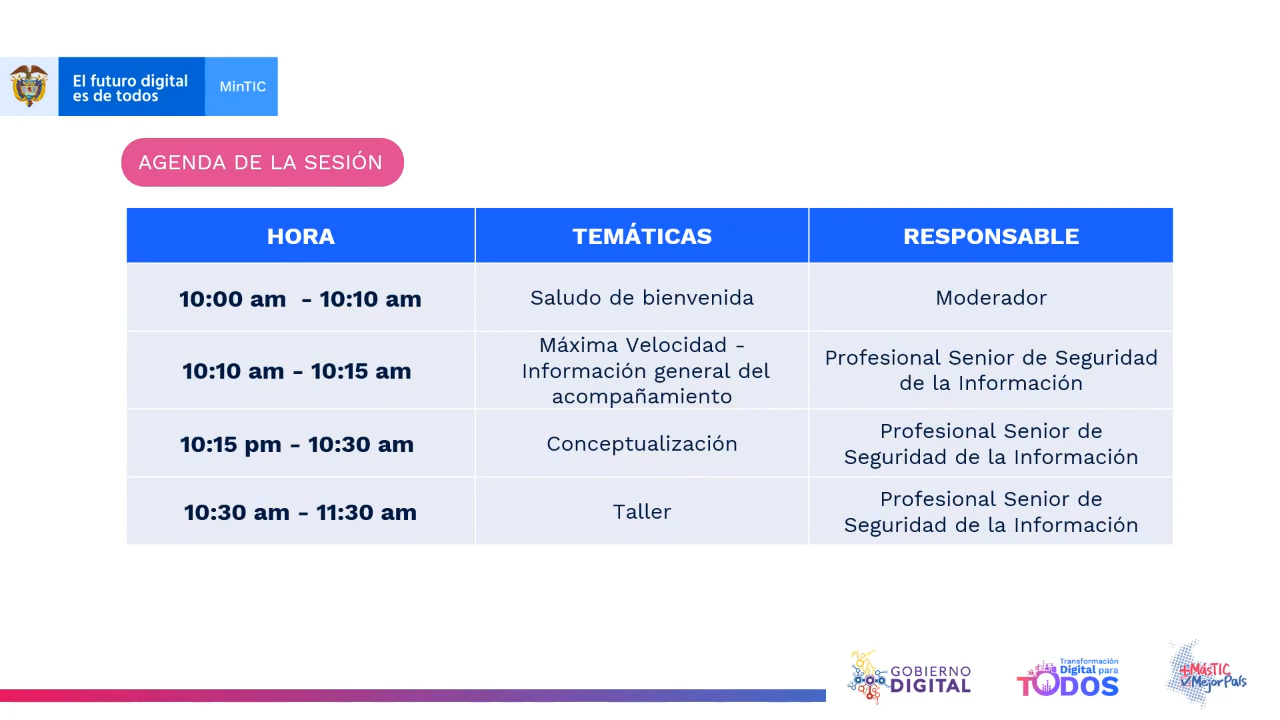 El futuro digital
es de todos
MinTIC
AGENDA DE LA SESIÓN
HORA
TEMÁTICAS
RESPONSABLE
10:00 am - 10:10 am
Saludo de bienvenida
Moderador
10:10 am - 10:15 am
Máxima Velocidad -
Información general del
acompañamiento
Profesional Senior de Seguridad
de la Información
10:15 pm - 10:30 am
Conceptualización
Profesional Senior de
Seguridad de la Información
10:30 am - 11:30 am
Taller
Profesional Senior de
Seguridad de la Información
GOBIERNO
DIGITAL
Transformación
Digital para
TODOS
+MásTIC
MejorPaís